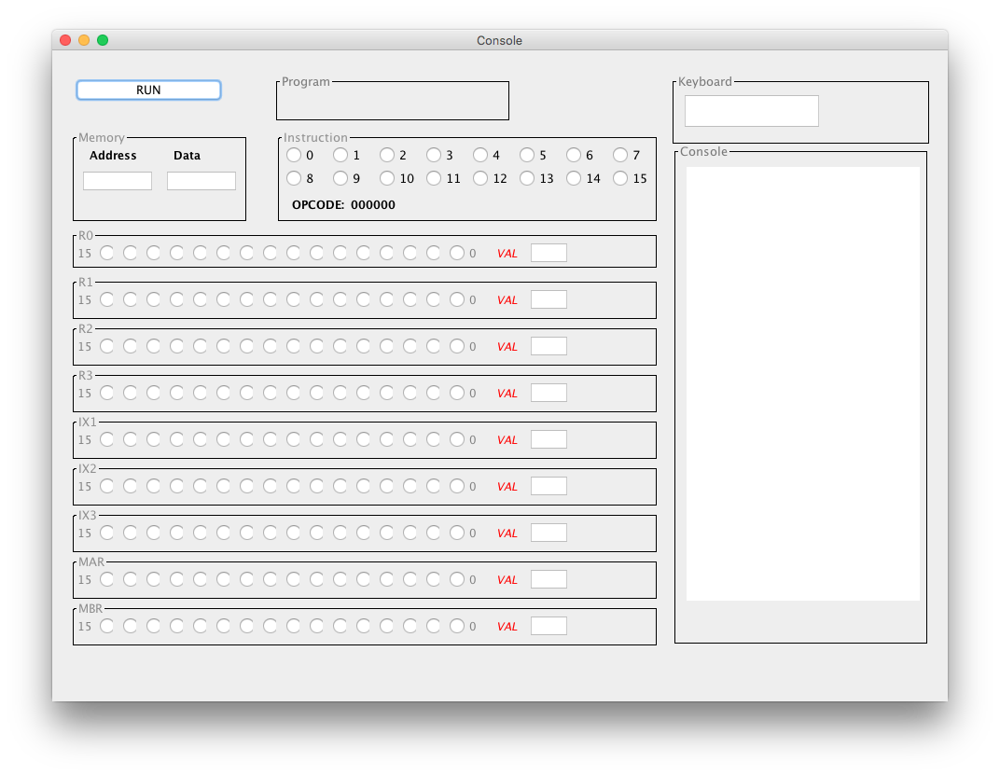 Console
RUN
Program
Keyboard
Memory
Address Data
Instruction
0 1 2 3 4 5 6 7
8 9 10 11 12 13 14 15
OPCODE: 000000
Console
R0
15 0 VAL
R1
15 0 VAL
R2
15 0 VAL
R3
15 0 VAL
IX1
15 0 VAL
IX2
15 0 VAL
IX3
15 0 VAL
MAR
15 0 VAL
MBR
15 0 VAL